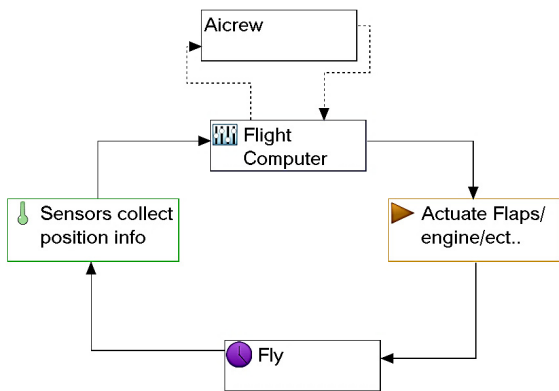 Aicrew
Flight
Computer
Sensors collect
position info
Actuate Flaps/
engine/ect..
Fly